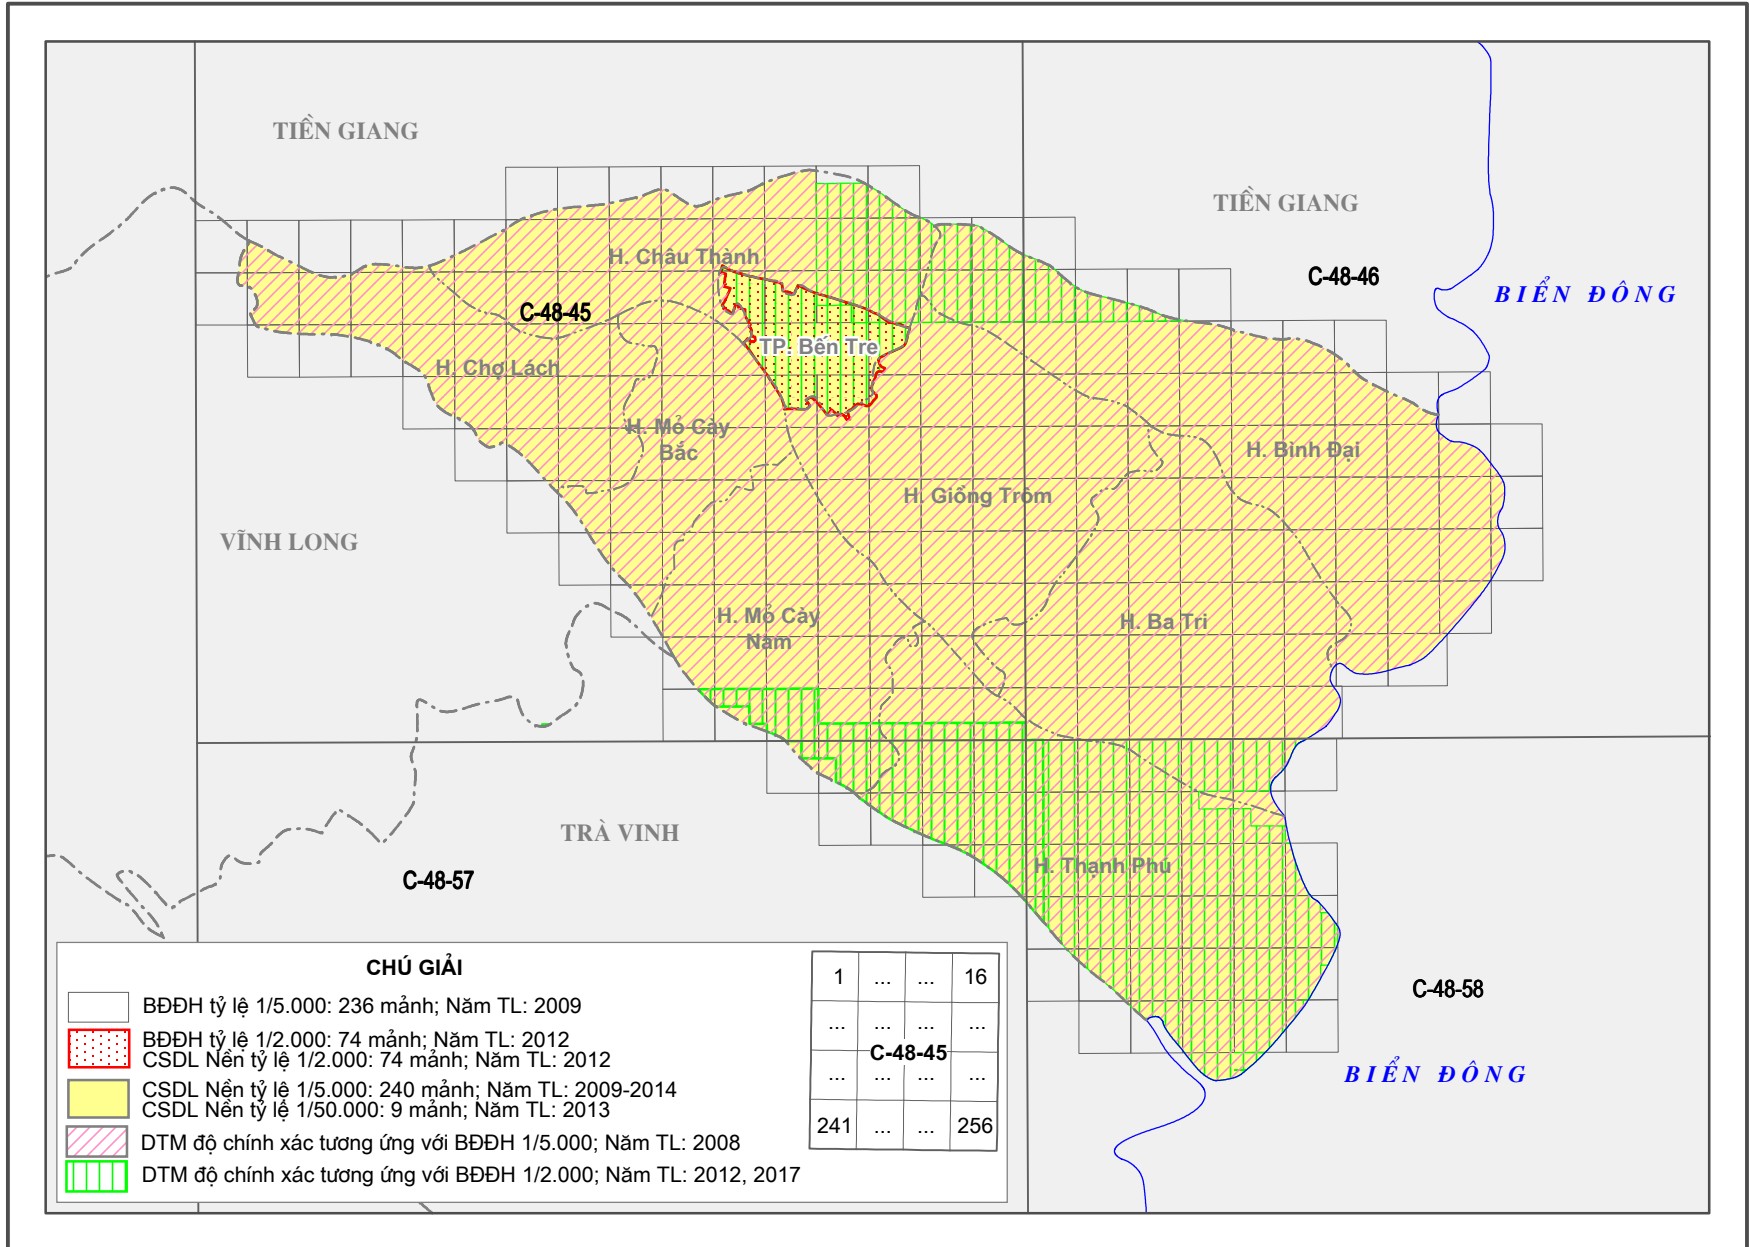 TIỀN GIANG
TIỀN GIANG
H. Châu Thành
C-48-46
BIỂN ĐÔNG
C-48-45
TP. Bến Tre
H. Chợ Lách
H. Mỏ Cày
Bắc
H. Bình Đại
H. Giồng Trôm
VĨNH LONG
H. Mỏ Cày
Nam
H. Ba Tri
TRÀ VINH
C-48-57
H. Thạnh Phú
C-48-58
BIỂN ĐÔNG
CHÚ GIẢI
BĐĐH tỷ lệ 1/5.000: 236 mảnh; Năm TL: 2009
BĐĐH tỷ lệ 1/2.000: 74 mảnh; Năm TL: 2012
CSDL Nền tỷ lệ 1/2.000: 74 mảnh; Năm TL: 2012
CSDL Nền tỷ lệ 1/5.000: 240 mảnh; Năm TL: 2009-2014
CSDL Nền tỷ lệ 1/50.000: 9 mảnh; Năm TL: 2013
DTM độ chính xác tương ứng với BĐĐH 1/5.000; Năm TL: 2008
DTM độ chính xác tương ứng với BĐĐH 1/2.000; Năm TL: 2012, 2017
1 ... ... 16
... ... ... ...
C-48-45
... ... ... ...
241 ... ... 256